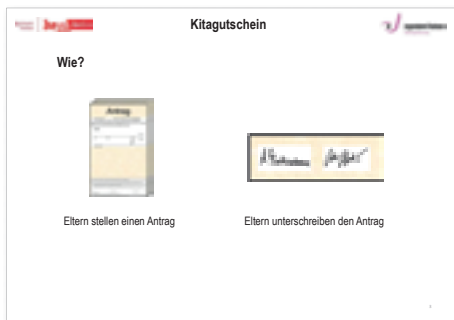 Kitagutschein
Wie?
Antrag
Eltern stellen einen Antrag
Eltern unterschreiben den Antrag